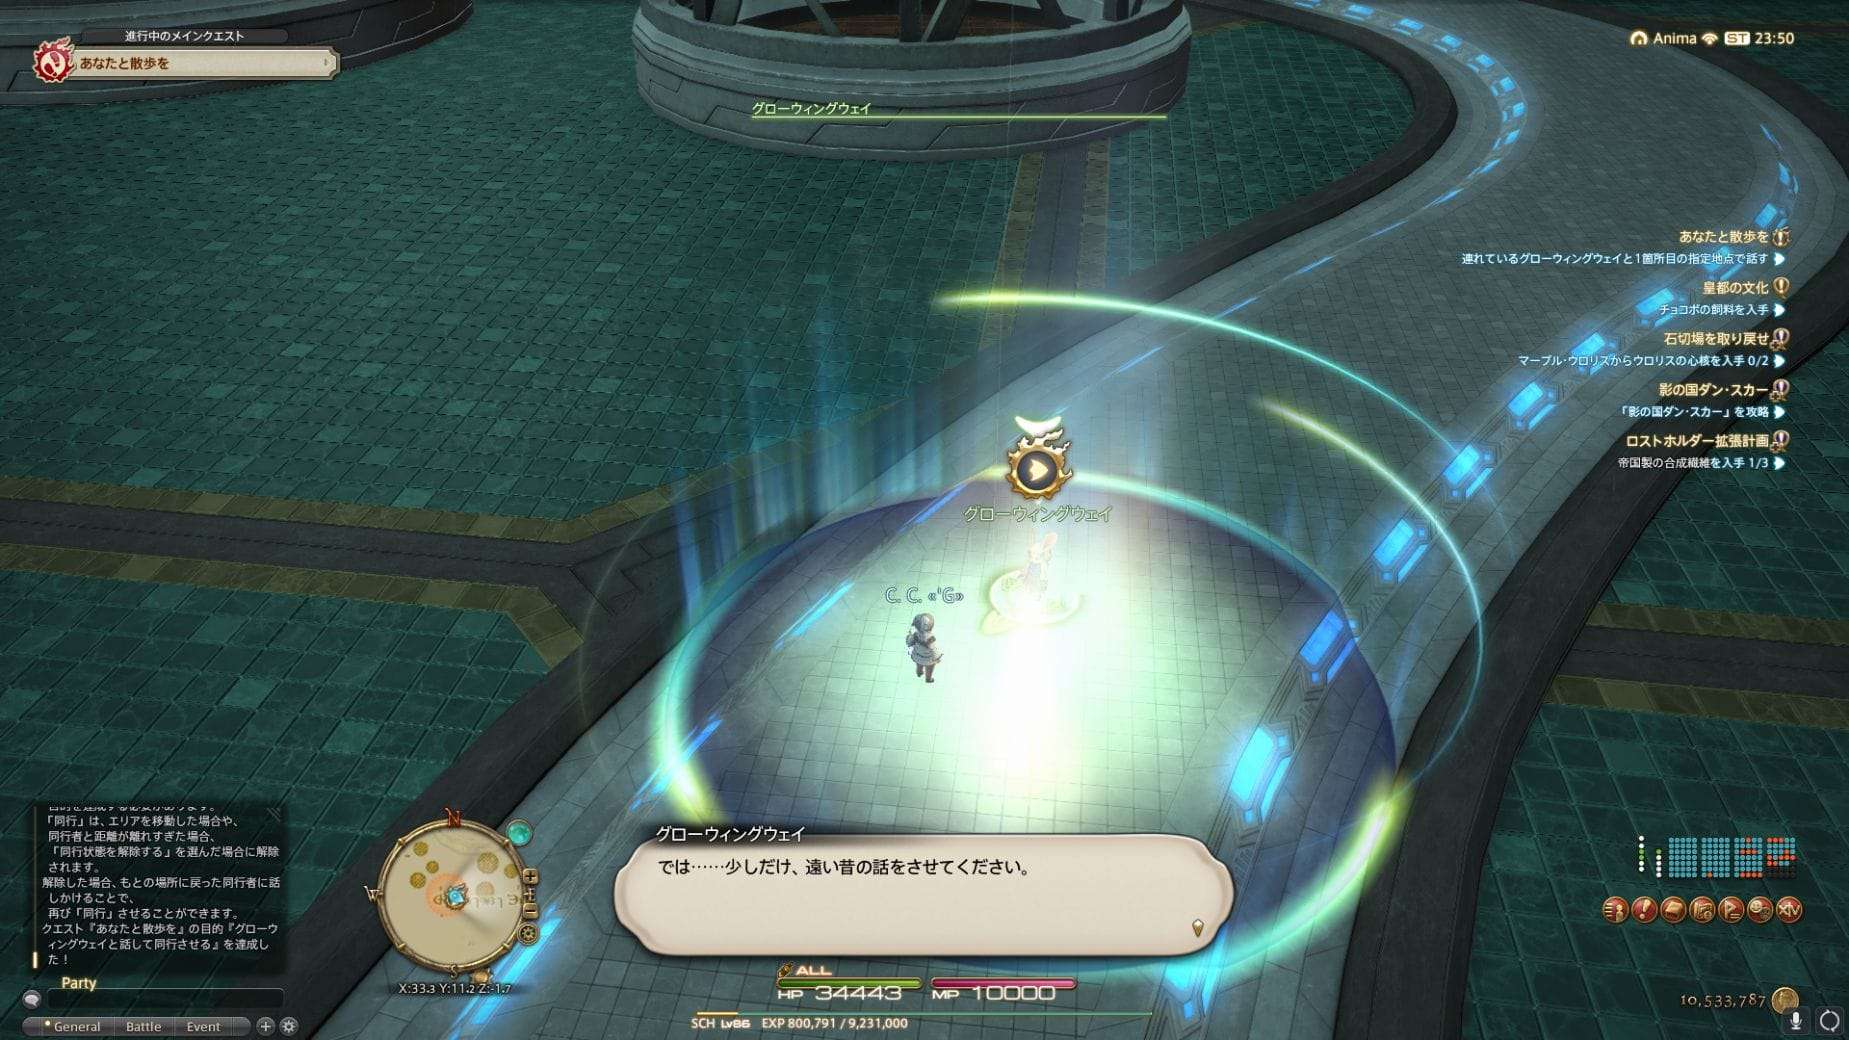 進行中のメインクエスト
あなたと散歩を
グローウィングウェイ
Anima ST 23:50
あなたと散歩を
連れているグローウィングウェイと1箇所目の指定地点で話す
皇都の文化
チョコボの飼料を入手
石切場を取り戻せ
マーブル・ウロリスからウロリスの心核を入手 0/2
影の国ダン・スカー
「影の国ダン・スカー」を攻略
ロストホルダー拡張計画
帝国製の合成繊維を入手 1/3
グローウィングウェイ
C. C. «'G»
「同行」は、エリアを移動した場合や、
同行者と距離が離れすぎた場合、
「同行状態を解除する」を選んだ場合に解除
されます。
解除した場合、もとの場所に戻った同行者に話
しかけることで、
再び「同行」させることができます。
クエスト『あなたと散歩を』の目的『グローウ
ィングウェイと話して同行させる』を達成し
た！
Party
General Battle Event
N
W
S
X:33.3 Y:11.2 Z:-1.7
グローウィングウェイ
では……少しだけ、遠い昔の話をさせてください。
ALL
HP 34443 MP 10000
SCH Lv86 EXP 800,791 / 9,231,000
XIV
10,533,787